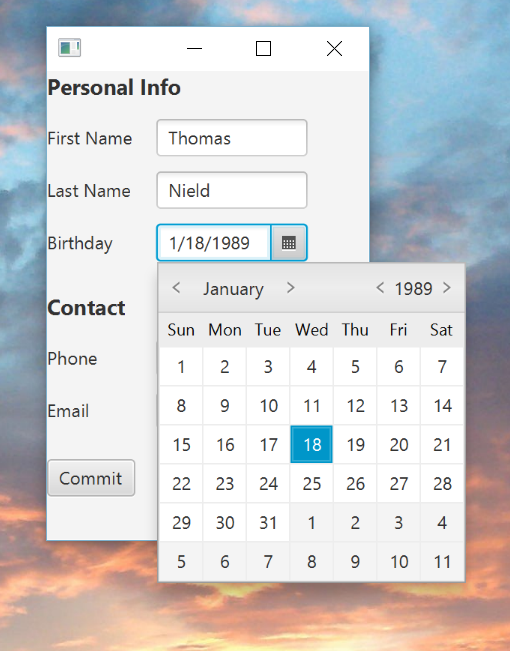 Personal Info
First Name Thomas
Last Name Nield
Birthday 1/18/1989
January 1989
Sun Mon Tue Wed Thu Fri Sat
1 2 3 4 5 6 7
8 9 10 11 12 13 14
15 16 17 18 19 20 21
22 23 24 25 26 27 28
29 30 31 1 2 3 4
5 6 7 8 9 10 11
Contact
Phone
Email
Commit